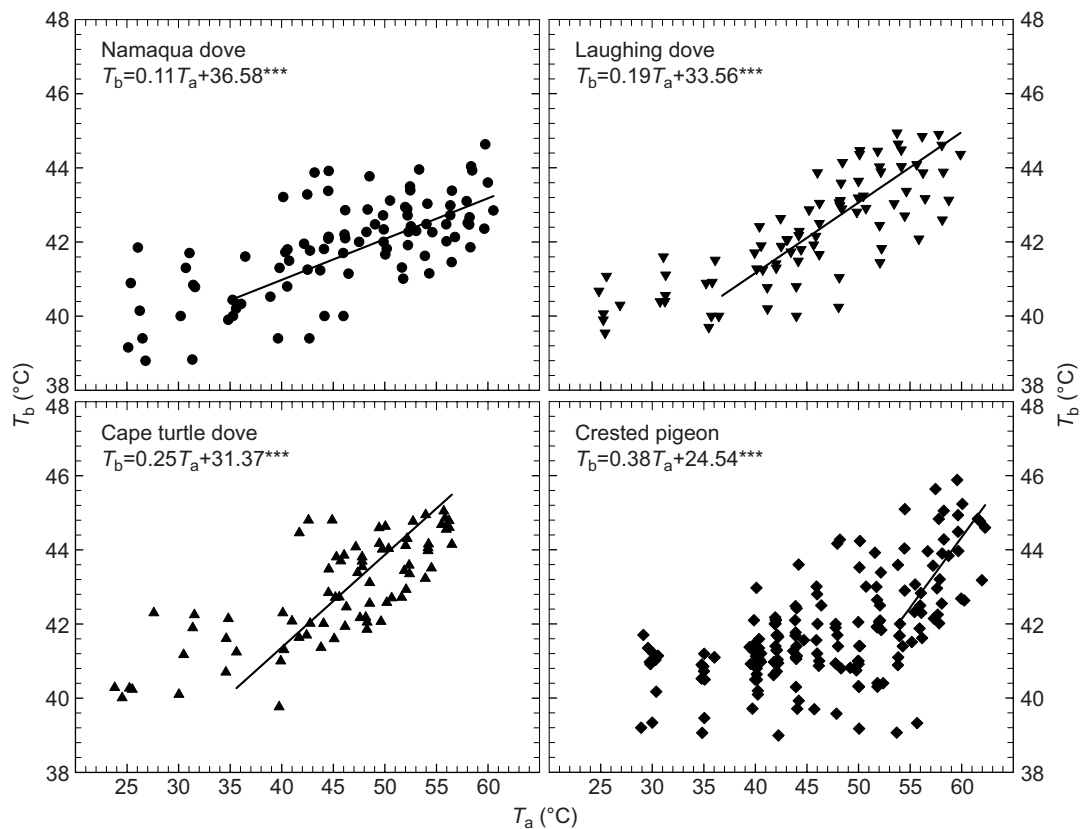 48
46
44
42
40
38
Namaqua dove
Tb=0.11Ta+36.58***
Laughing dove
Tb=0.19Ta+33.56***
48
46
44
42
40
38
Tb (°C)
Tb (°C)
48
46
44
42
40
38
Cape turtle dove
Tb=0.25Ta+31.37***
Crested pigeon
Tb=0.38Ta+24.54***
48
46
44
42
40
38
25 30 35 40 45 50 55 60
25 30 35 40 45 50 55 60
Ta (°C)